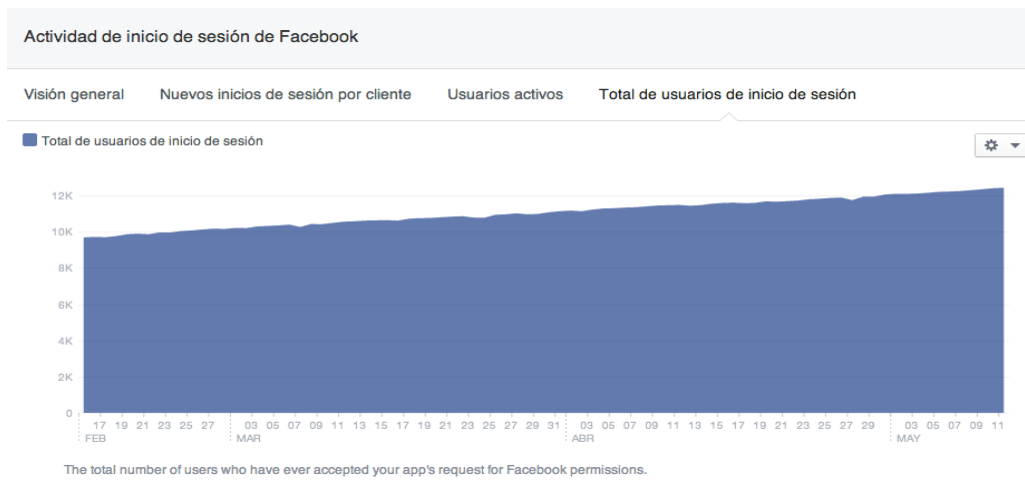 Actividad de inicio de sesión de Facebook
Visión general Nuevos inicios de sesión por cliente Usuarios activos Total de usuarios de inicio de sesión
Total de usuarios de inicio de sesión
12K
10K
8K
6K
4K
2K
0
17 19 21 23 25 27 03 05 07 09 11 13 15 17 19 21 23 25 27 29 31 03 05 07 09 11 13 15 17 19 21 23 25 27 29 03 05 07 09 11
FEB MAR ABR MAY
The total number of users who have ever accepted your app's request for Facebook permissions.